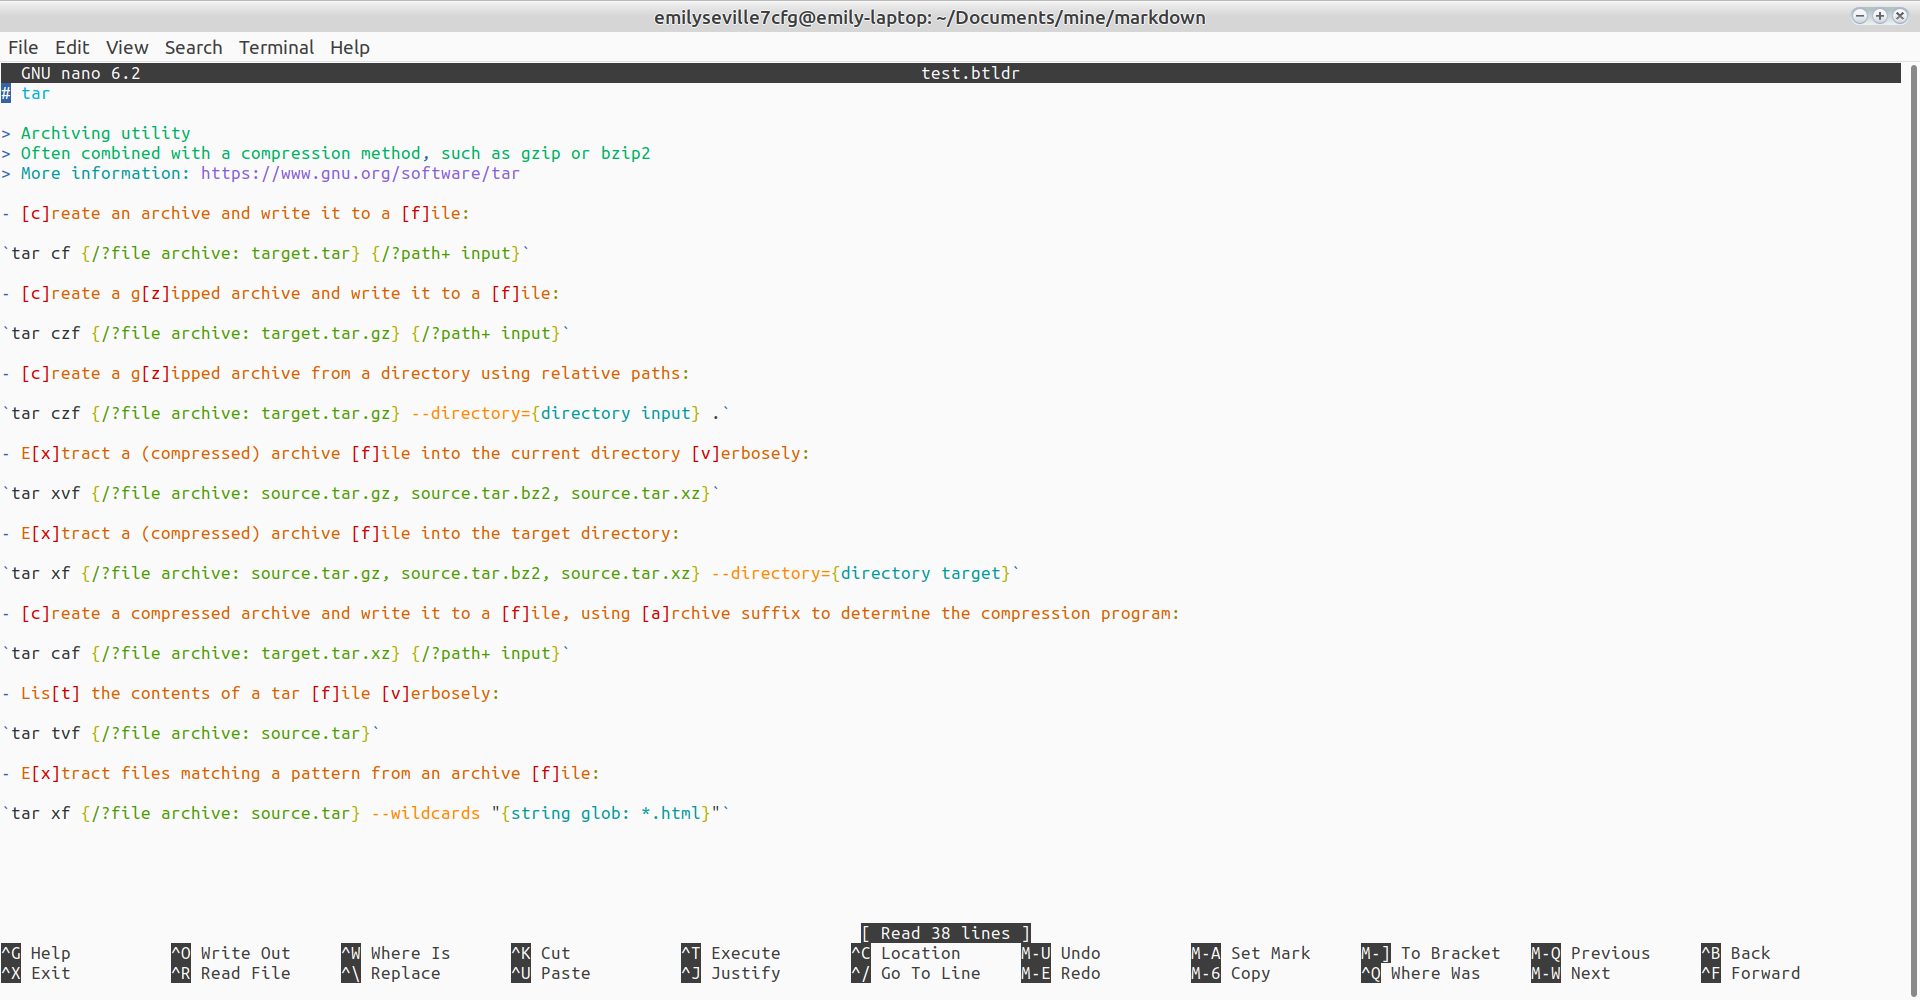 emilyseville7cfg@emily-laptop: ~/Documents/mine/markdown
File Edit View Search Terminal Help
GNU nano 6.2 test.btldr
# tar
> Archiving utility
> Often combined with a compression method, such as gzip or bzip2
> More information: https://www.gnu.org/software/tar
- [c]reate an archive and write it to a [f]ile:
`tar cf {/?file archive: target.tar} {/?path+ input}`
- [c]reate a g[z]ipped archive and write it to a [f]ile:
`tar czf {/?file archive: target.tar.gz} {/?path+ input}`
- [c]reate a g[z]ipped archive from a directory using relative paths:
`tar czf {/?file archive: target.tar.gz} --directory={directory input} .`
- E[x]tract a (compressed) archive [f]ile into the current directory [v]erbosely:
`tar xvf {/?file archive: source.tar.gz, source.tar.bz2, source.tar.xz}`
- E[x]tract a (compressed) archive [f]ile into the target directory:
`tar xf {/?file archive: source.tar.gz, source.tar.bz2, source.tar.xz} --directory={directory target}`
- [c]reate a compressed archive and write it to a [f]ile, using [a]rchive suffix to determine the compression program:
`tar caf {/?file archive: target.tar.xz} {/?path+ input}`
- Lis[t] the contents of a tar [f]ile [v]erbosely:
`tar tvf {/?file archive: source.tar}`
- E[x]tract files matching a pattern from an archive [f]ile:
`tar xf {/?file archive: source.tar} --wildcards "{string glob: *.html}"`
[ Read 38 lines ]
^G Help ^O Write Out ^W Where Is ^K Cut ^T Execute ^C Location M-U Undo M-A Set Mark M-] To Bracket M-Q Previous ^B Back
^X Exit ^R Read File ^\ Replace ^U Paste ^J Justify ^/ Go To Line M-E Redo M-6 Copy ^Q Where Was M-W Next ^F Forward